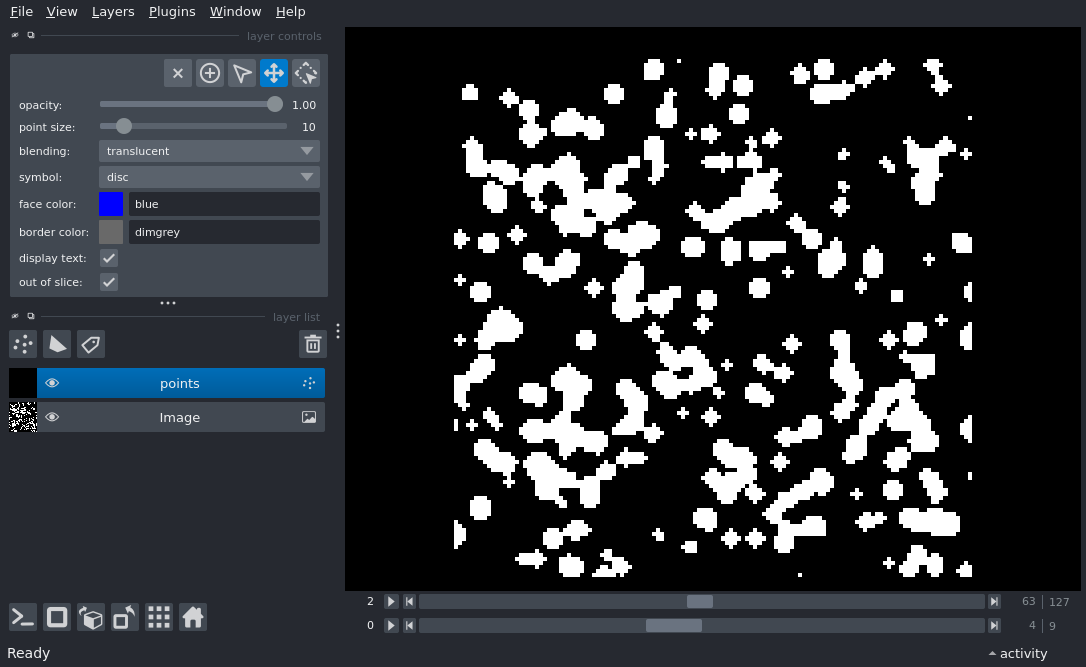 File View Layers Plugins Window Help
layer controls
opacity: 1.00
point size: 10
blending: translucent
symbol: disc
face color: blue
border color: dimgrey
display text:
out of slice:
layer list
points
Image
2 63 127
0 4 9
Ready activity